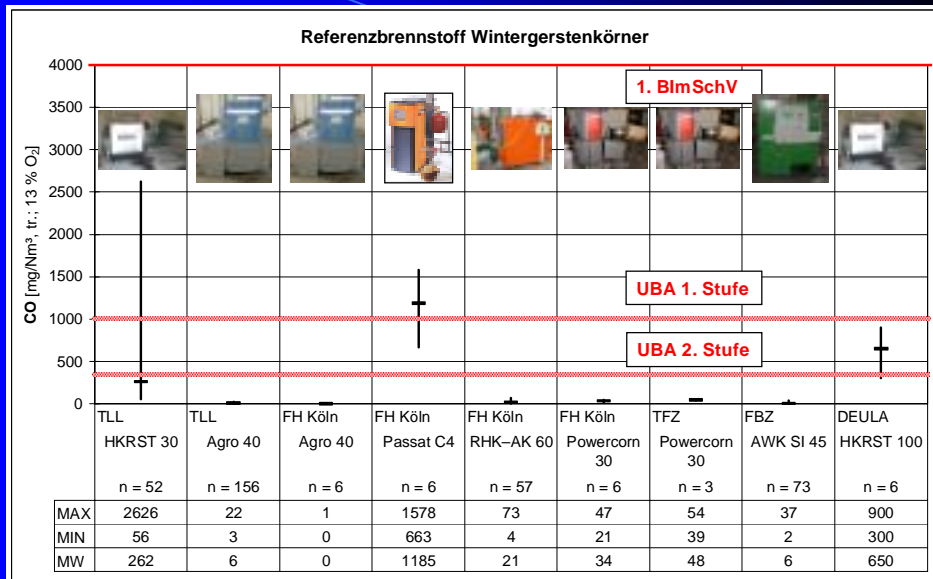 Referenzbrennstoff Wintergerstenkörner
4000
3500
3000
2500
2000
1500
1000
500
0
CO [mg/Nm³, tr.; 13 % O₂]
1. BImSchV
UBA 1. Stufe
UBA 2. Stufe
TLL TLL FH Köln FH Köln FH Köln FH Köln TFZ FBZ DEULA
HKRST 30 Agro 40 Agro 40 Passat C4 RHK–AK 60 Powercorn 30 Powercorn 30 AWK SI 45 HKRST 100
n = 52 n = 156 n = 6 n = 6 n = 57 n = 6 n = 3 n = 73 n = 6
MAX 2626 22 1 1578 73 47 54 37 900
MIN 56 3 0 663 4 21 39 2 300
MW 262 6 0 1185 21 34 48 6 650